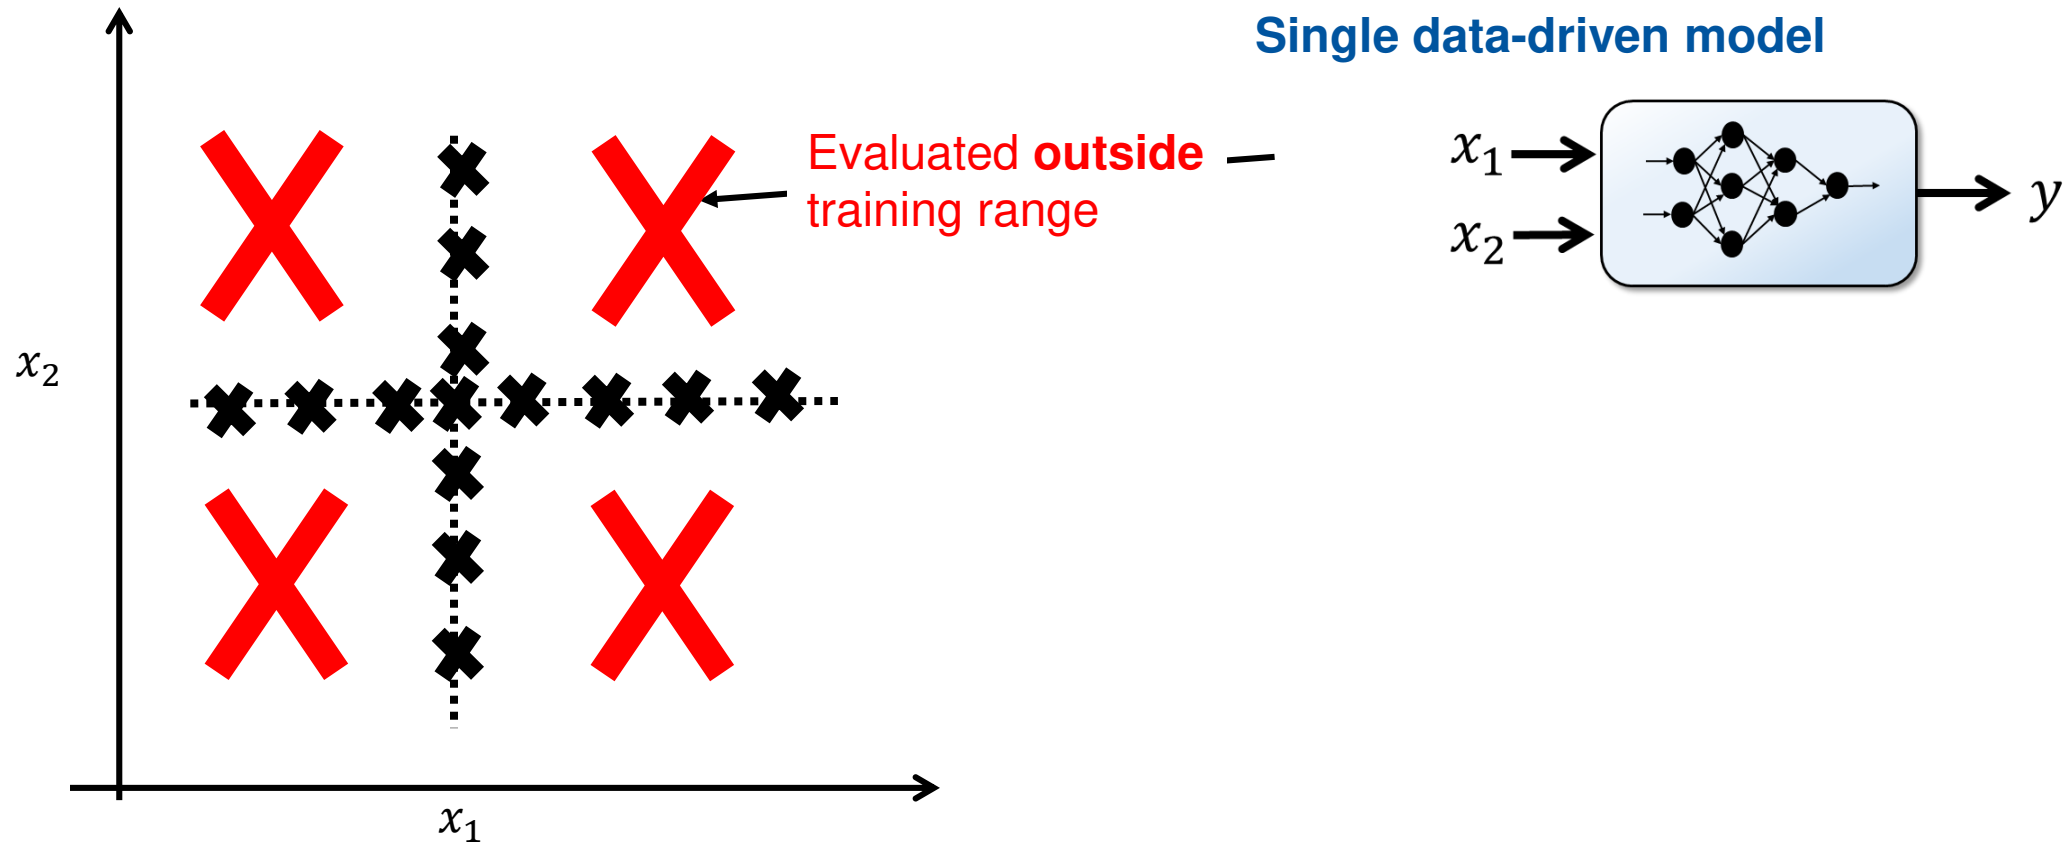 Single data-driven model
Evaluated outside
training range
x₁
x₂
y
x₂
x₁